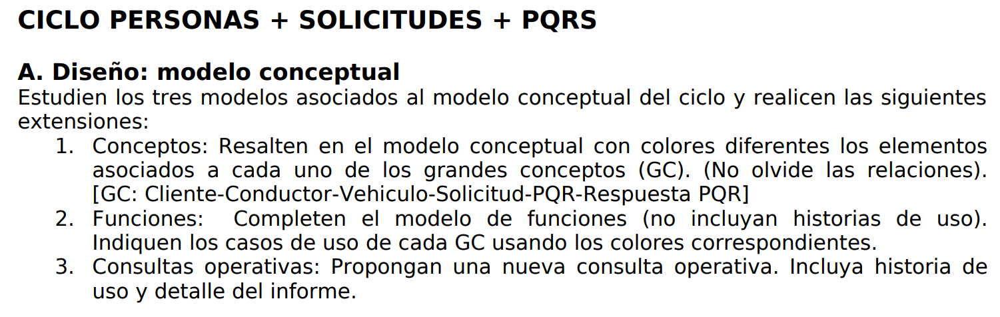 CICLO PERSONAS + SOLICITUDES + PQRS
A. Diseño: modelo conceptual
Estudien los tres modelos asociados al modelo conceptual del ciclo y realicen las siguientes
extensiones:
1. Conceptos: Resalten en el modelo conceptual con colores diferentes los elementos
asociados a cada uno de los grandes conceptos (GC). (No olvide las relaciones).
[GC: Cliente-Conductor-Vehiculo-Solicitud-PQR-Respuesta PQR]
2. Funciones: Completen el modelo de funciones (no incluyan historias de uso).
Indiquen los casos de uso de cada GC usando los colores correspondientes.
3. Consultas operativas: Propongan una nueva consulta operativa. Incluya historia de
uso y detalle del informe.